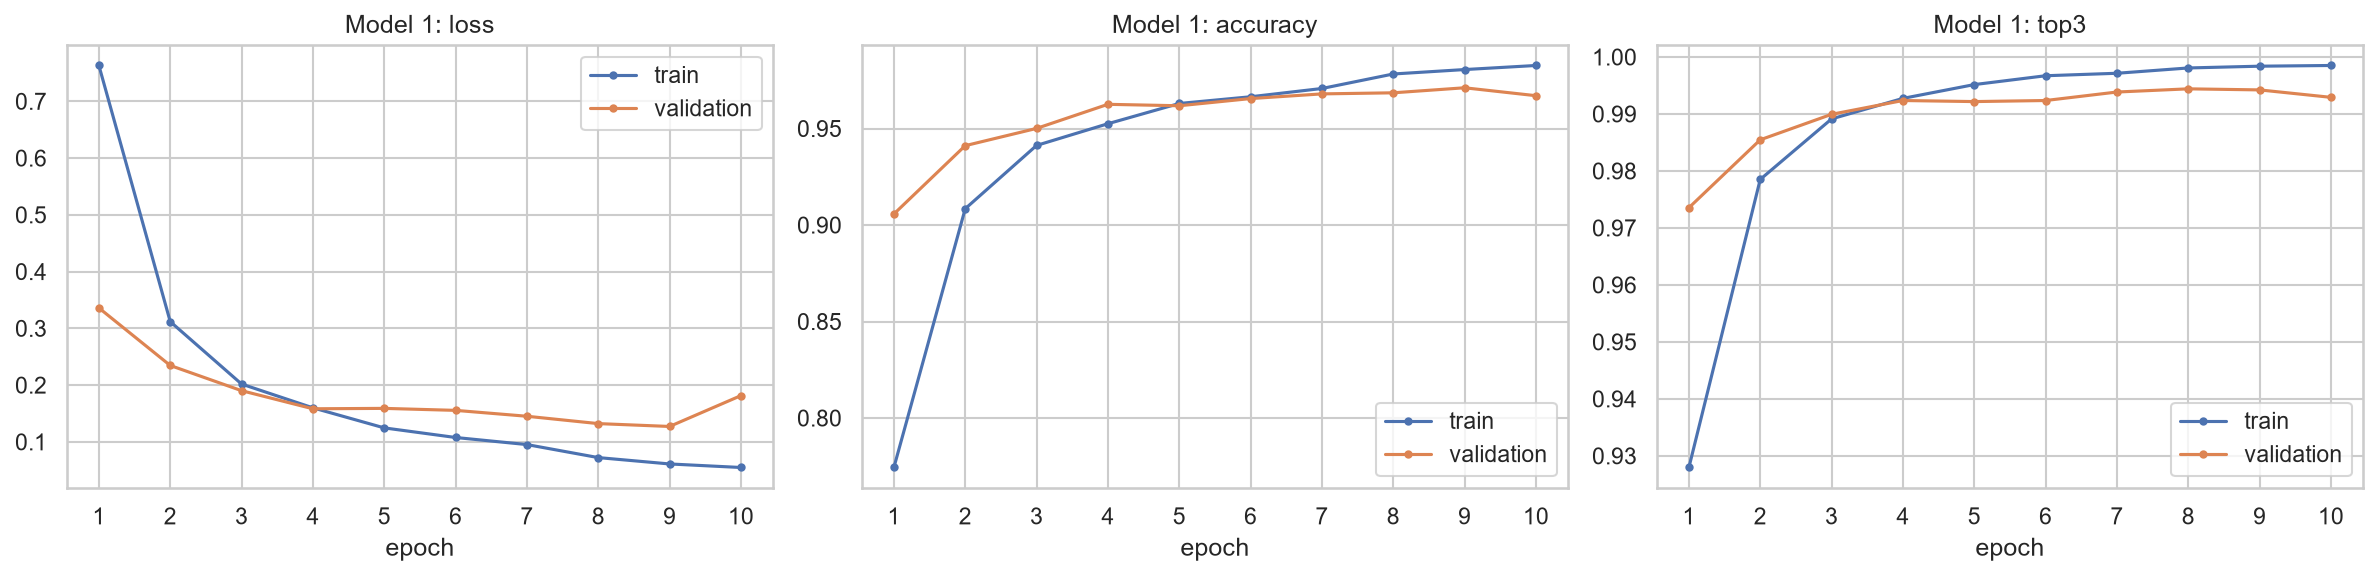 Model 1: loss
0.7
0.6
0.5
0.4
0.3
0.2
0.1
train
validation
1 2 3 4 5 6 7 8 9 10
epoch
Model 1: accuracy
0.95
0.90
0.85
0.80
train
validation
1 2 3 4 5 6 7 8 9 10
epoch
Model 1: top3
1.00
0.99
0.98
0.97
0.96
0.95
0.94
0.93
train
validation
1 2 3 4 5 6 7 8 9 10
epoch